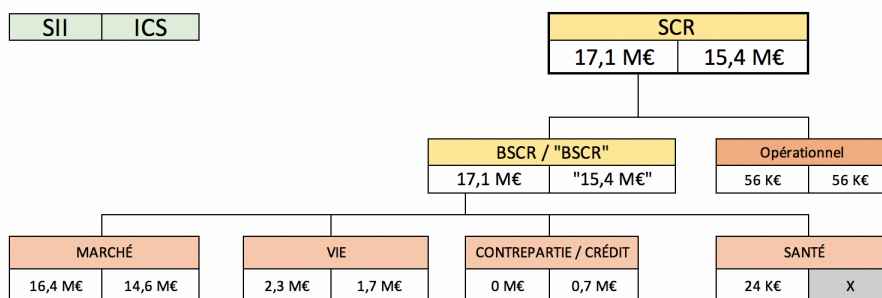 SII ICS
SCR
17,1 M€ 15,4 M€
BSCR / "BSCR"
17,1 M€ "15,4 M€"
Opérationnel
56 K€ 56 K€
MARCHÉ
16,4 M€ 14,6 M€
VIE
2,3 M€ 1,7 M€
CONTREPARTIE / CRÉDIT
0 M€ 0,7 M€
SANTÉ
24 K€ X